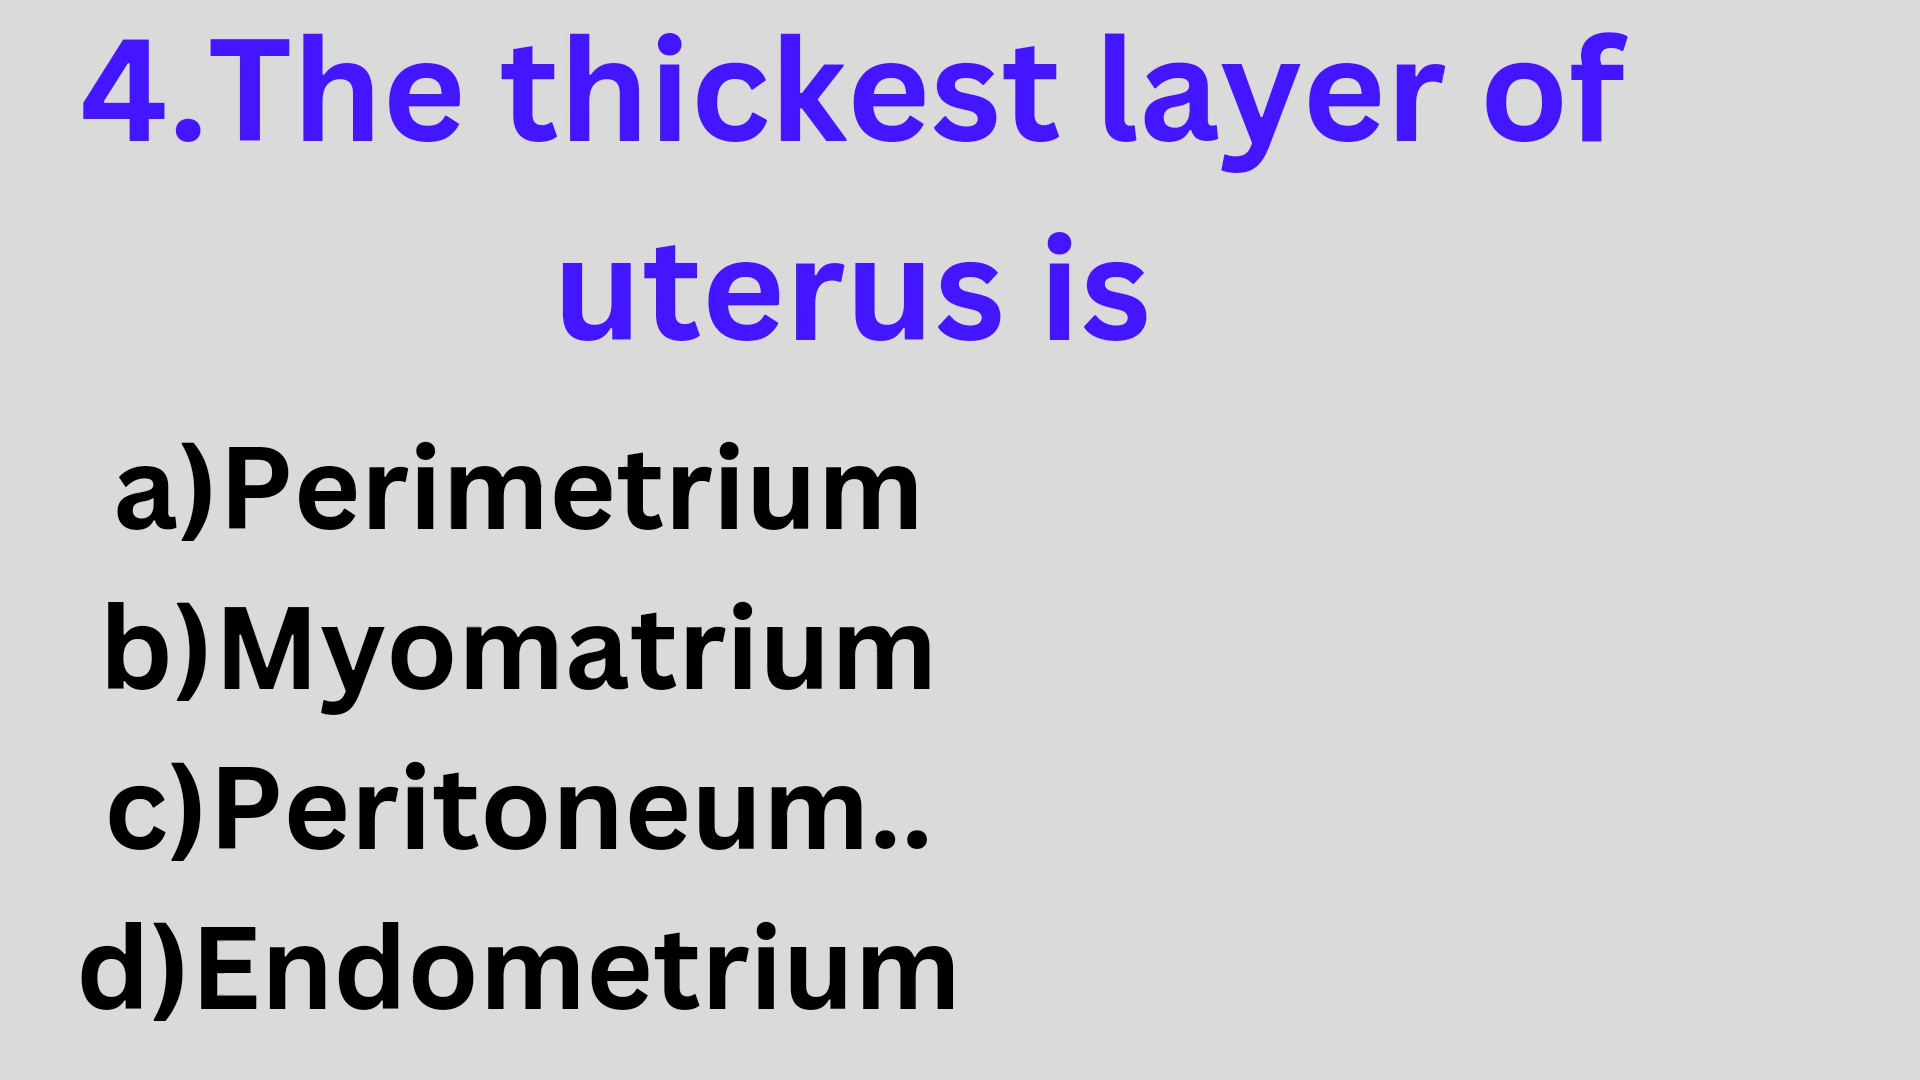 4.The thickest layer of
uterus is
a)Perimetrium
b)Myomatrium
c)Peritoneum..
d)Endometrium